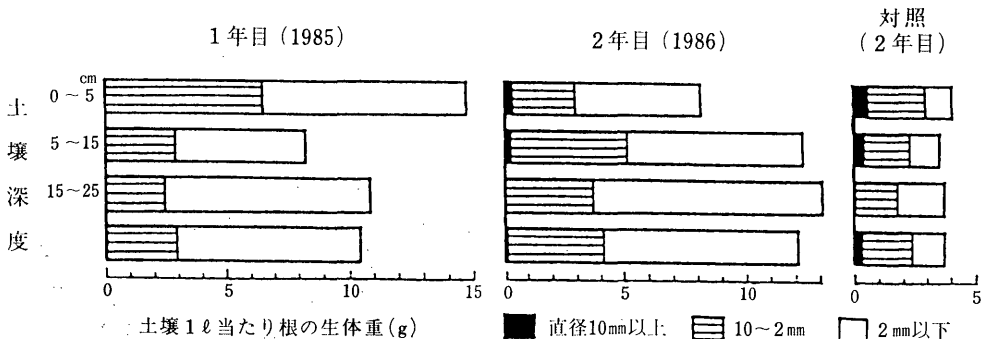 1年目(1985)
2年目(1986)
対照
(2年目)
土壌深度
cm
0~5
5~15
15~25
0 5 10 15
0 5 10
0 5
土壌1ℓ当たり根の生体重(g)
直径10mm以上 10~2mm 2mm以下